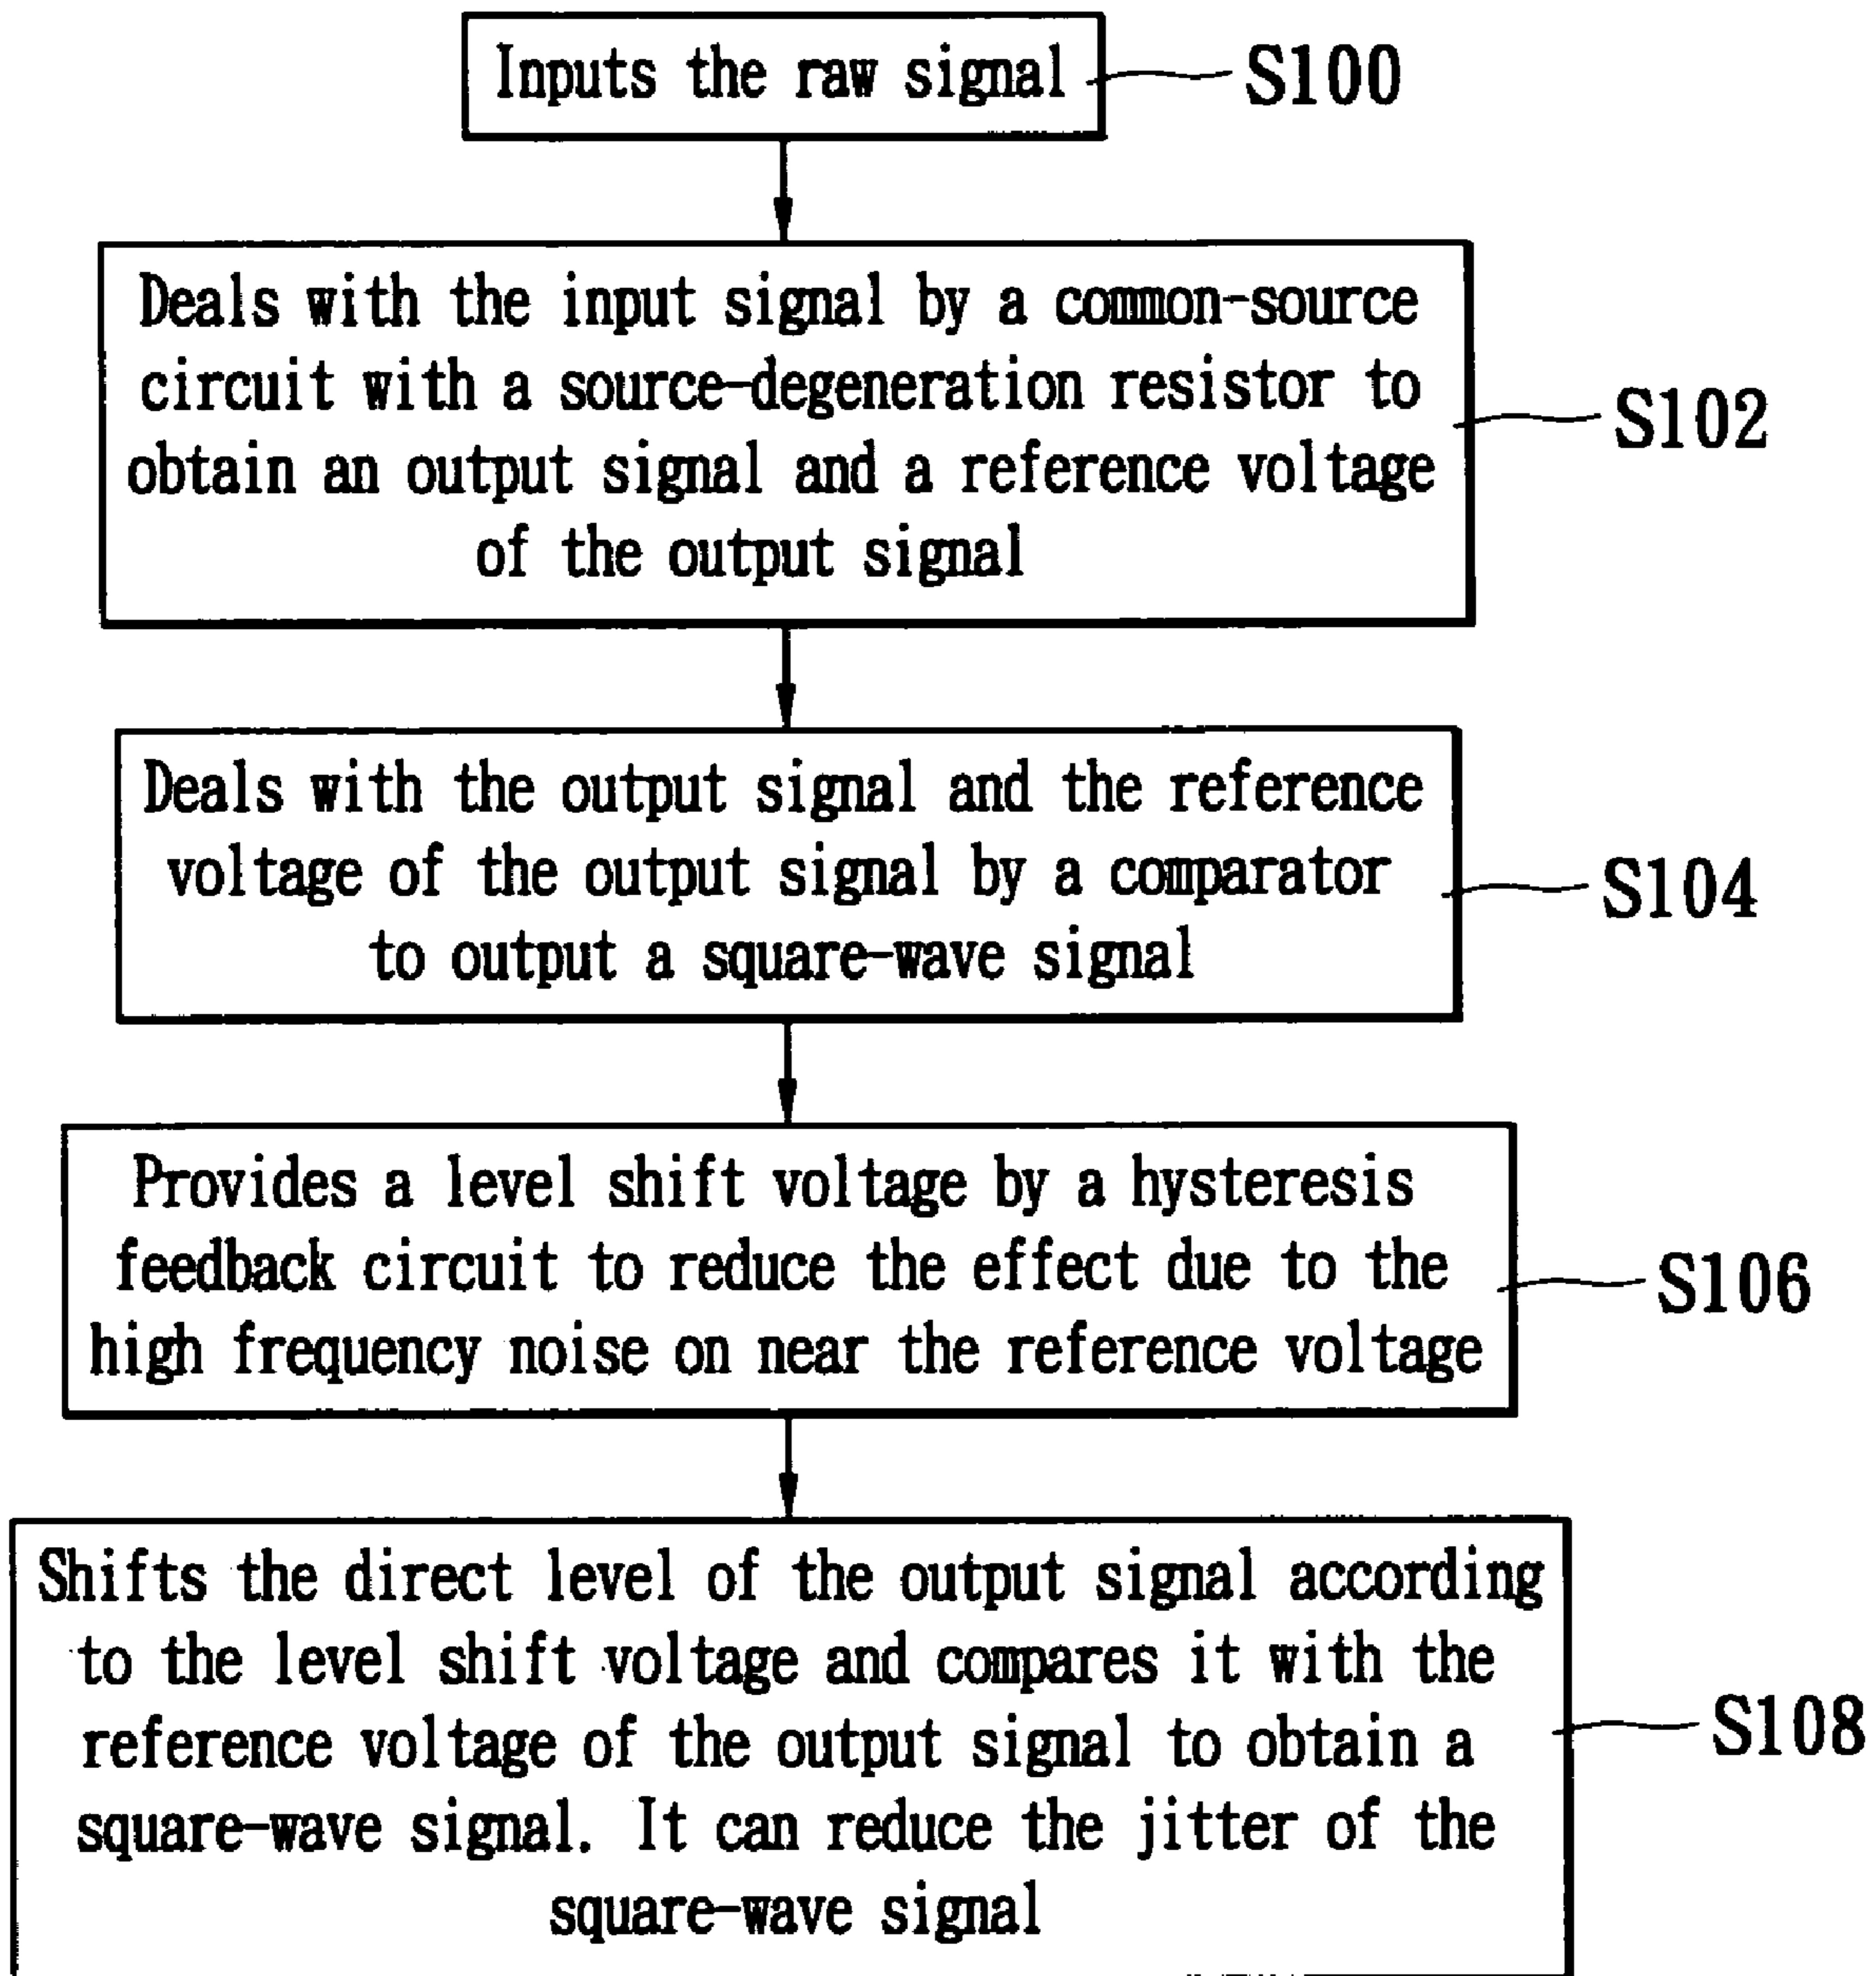 Inputs the raw signal
S100
Deals with the input signal by a common-source
circuit with a source-degeneration resistor to
obtain an output signal and a reference voltage
of the output signal
S102
Deals with the output signal and the reference
voltage of the output signal by a comparator
to output a square-wave signal
S104
Provides a level shift voltage by a hysteresis
feedback circuit to reduce the effect due to the
high frequency noise on near the reference voltage
S106
Shifts the direct level of the output signal according
to the level shift voltage and compares it with the
reference voltage of the output signal to obtain a
square-wave signal. It can reduce the jitter of the
square-wave signal
S108